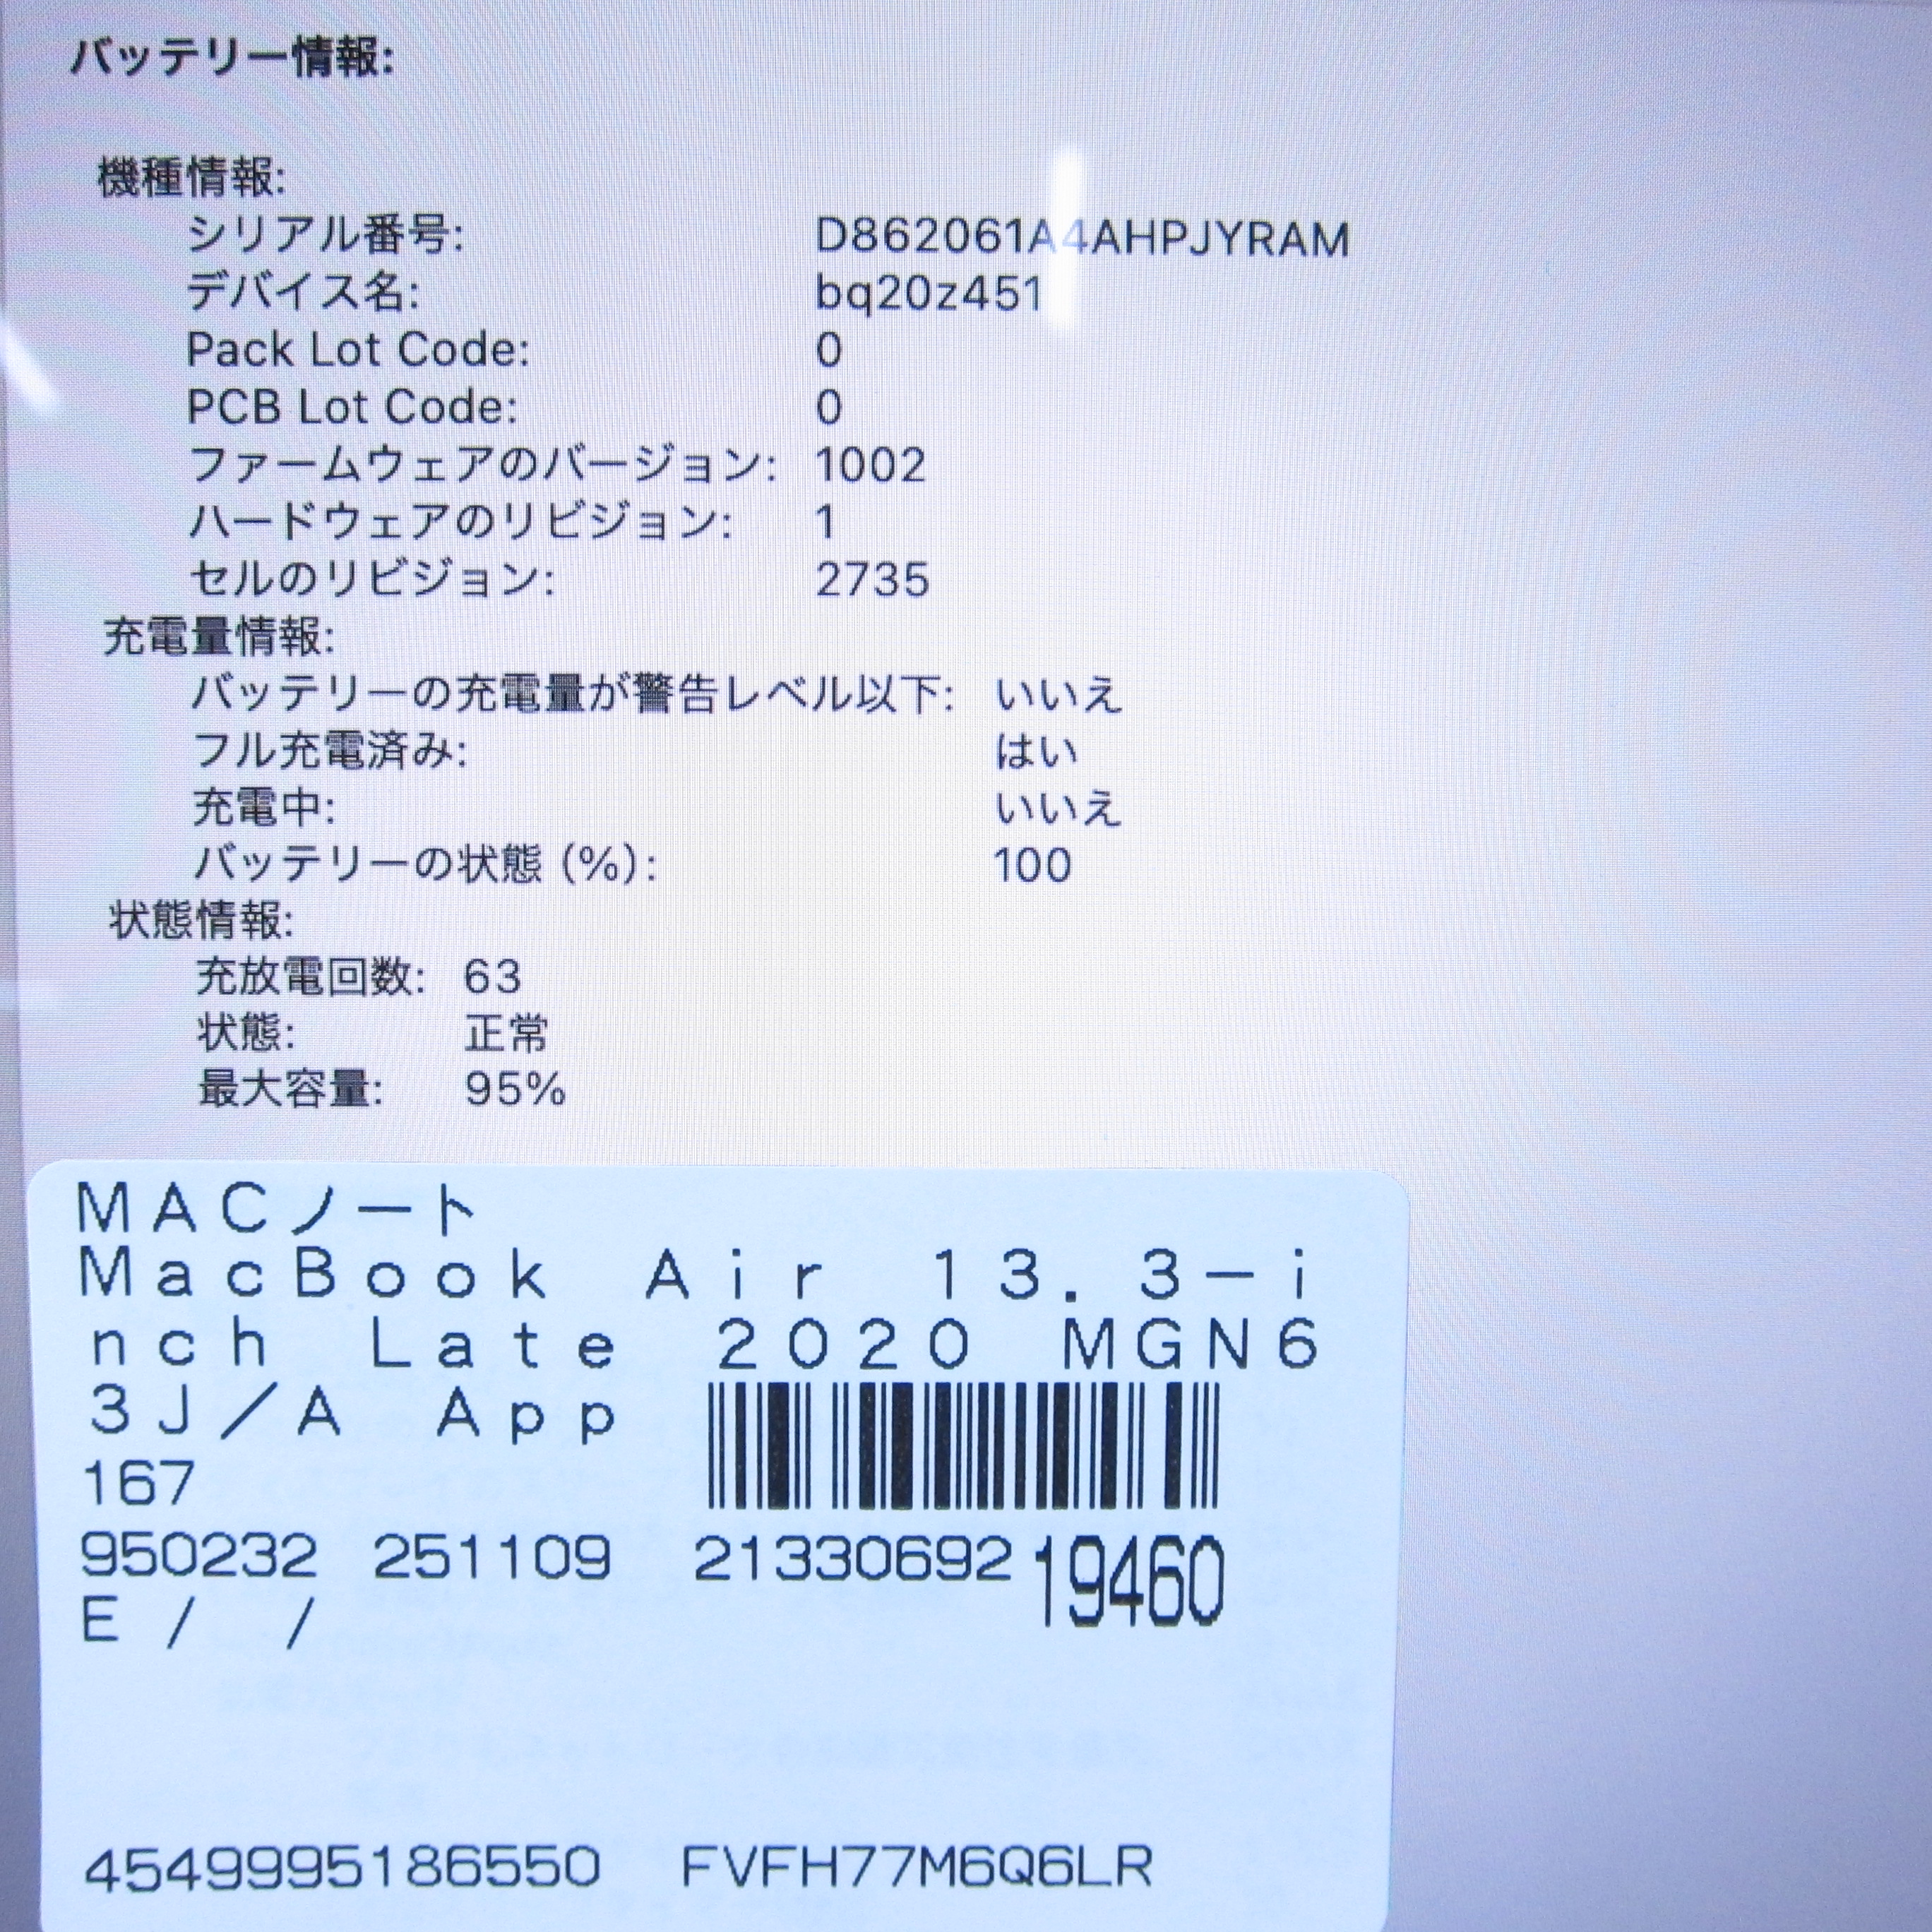 バッテリー情報:
機種情報:
シリアル番号: D862061A4AHPJYRAM
デバイス名: bq20z451
Pack Lot Code: 0
PCB Lot Code: 0
ファームウェアのバージョン: 1002
ハードウェアのリビジョン: 1
セルのリビジョン: 2735
充電量情報:
バッテリーの充電量が警告レベル以下: いいえ
フル充電済み: はい
充電中: いいえ
バッテリーの状態 (%): 100
状態情報:
充放電回数: 63
状態: 正常
最大容量: 95%
MACノート
MacBook Air 13.3-i
nch Late 2020 MGN6
3J/A App
167
950232 251109 21330692 19460
E / /
4549995186550 FVFH77M6Q6LR